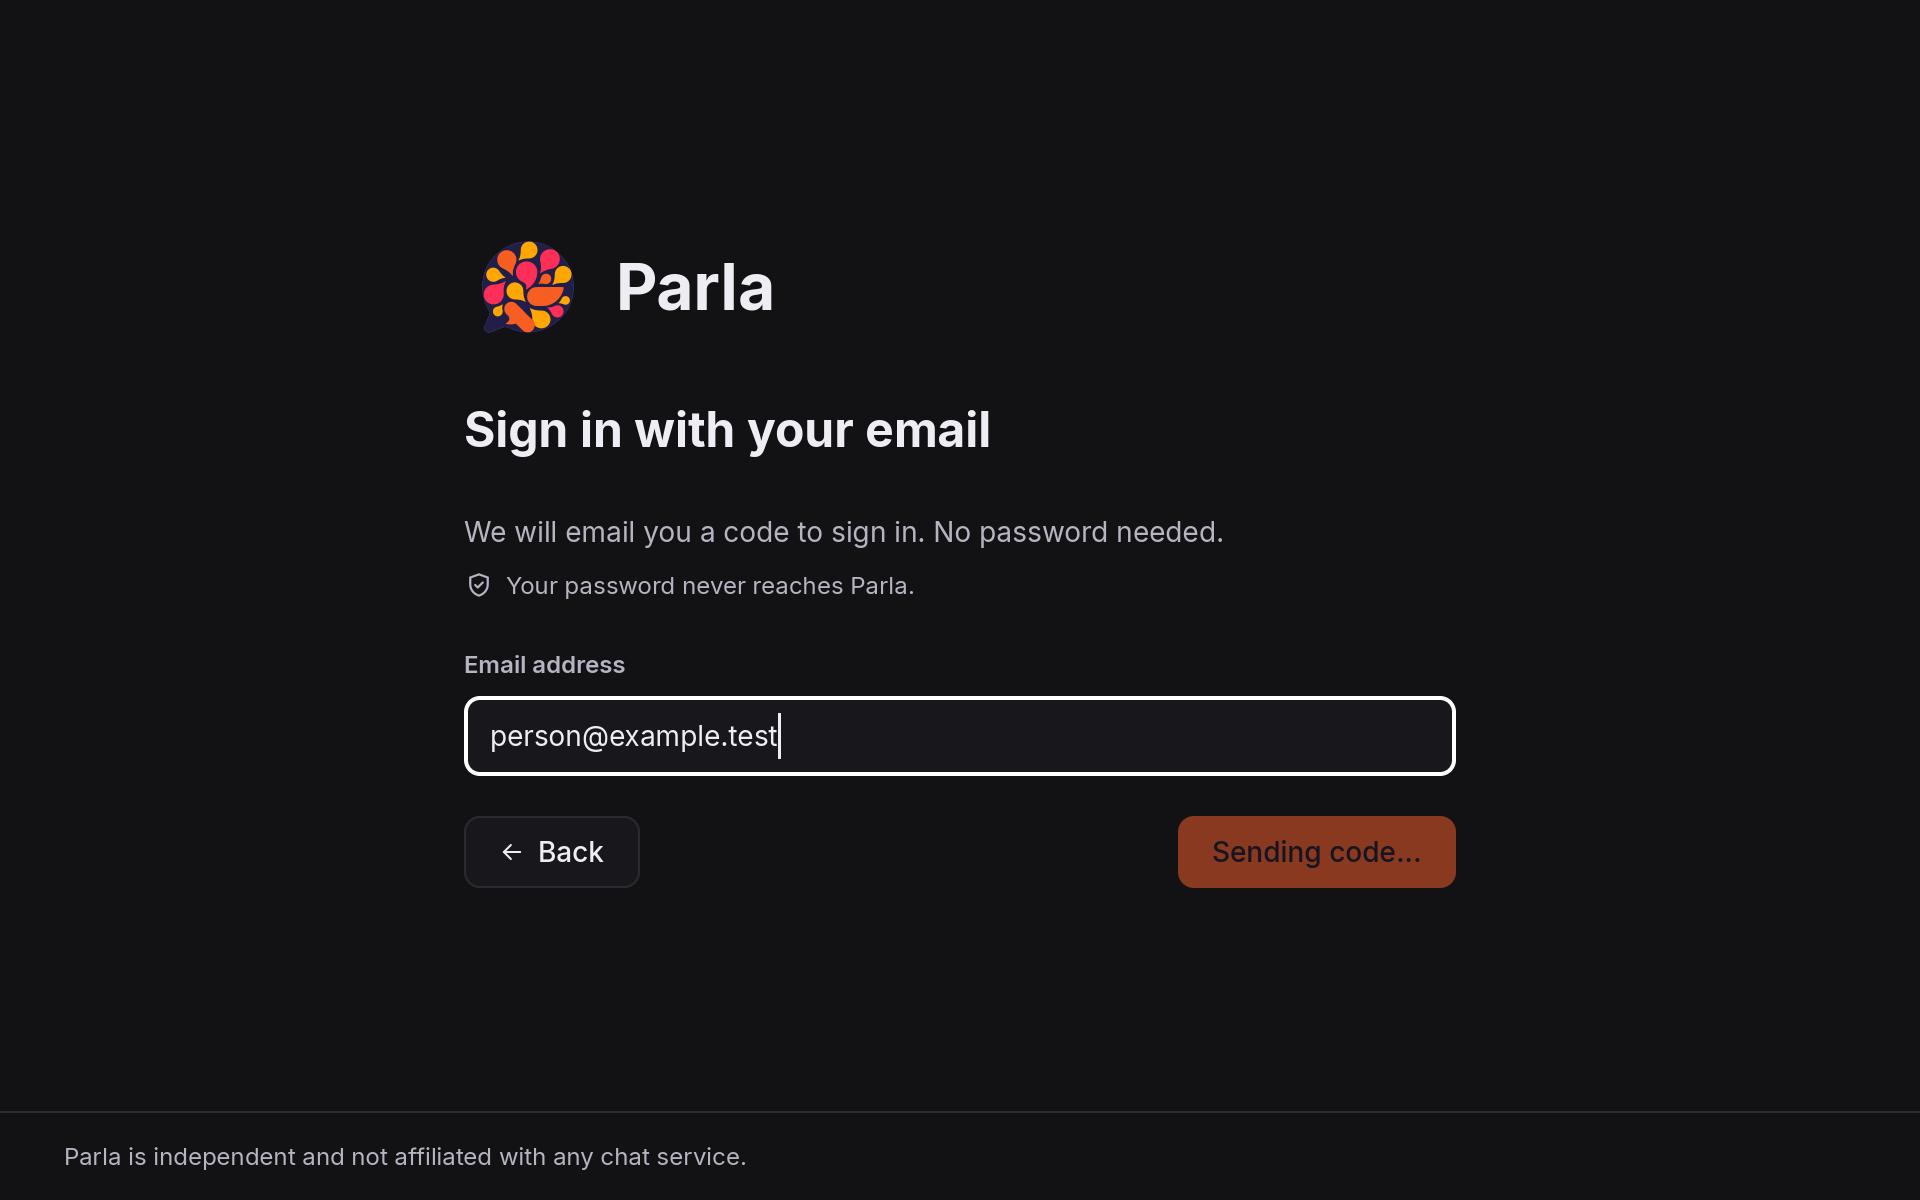 Parla
Sign in with your email
We will email you a code to sign in. No password needed.
Your password never reaches Parla.
Email address
person@example.test
← Back
Sending code...
Parla is independent and not affiliated with any chat service.